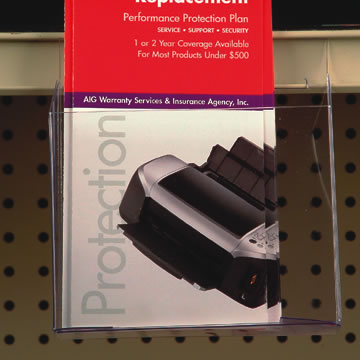 Replacement
Performance Protection Plan
SERVICE • SUPPORT • SECURITY
1 or 2 Year Coverage Available
For Most Products Under $500
AIG Warranty Services & Insurance Agency, Inc.
Protection